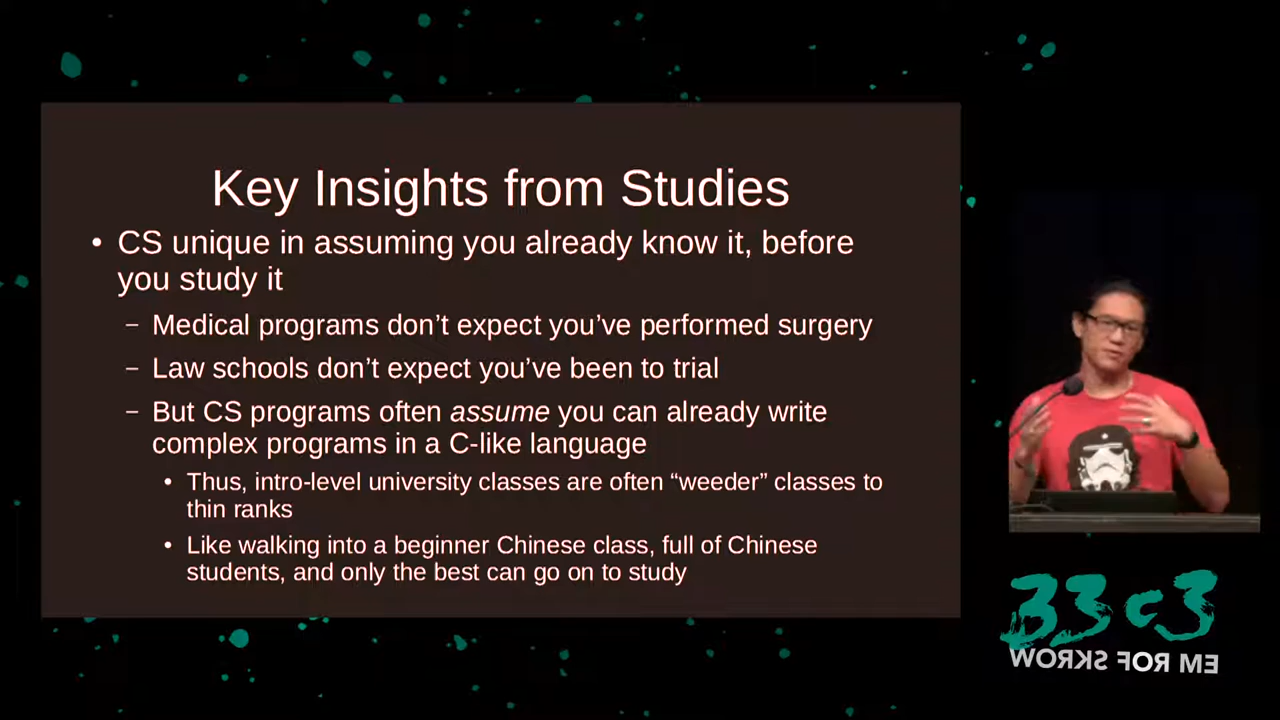 Key Insights from Studies
• CS unique in assuming you already know it, before
you study it
– Medical programs don’t expect you’ve performed surgery
– Law schools don’t expect you’ve been to trial
– But CS programs often assume you can already write
complex programs in a C-like language
• Thus, intro-level university classes are often “weeder” classes to
thin ranks
• Like walking into a beginner Chinese class, full of Chinese
students, and only the best can go on to study
33c3
WORKS FOR ME